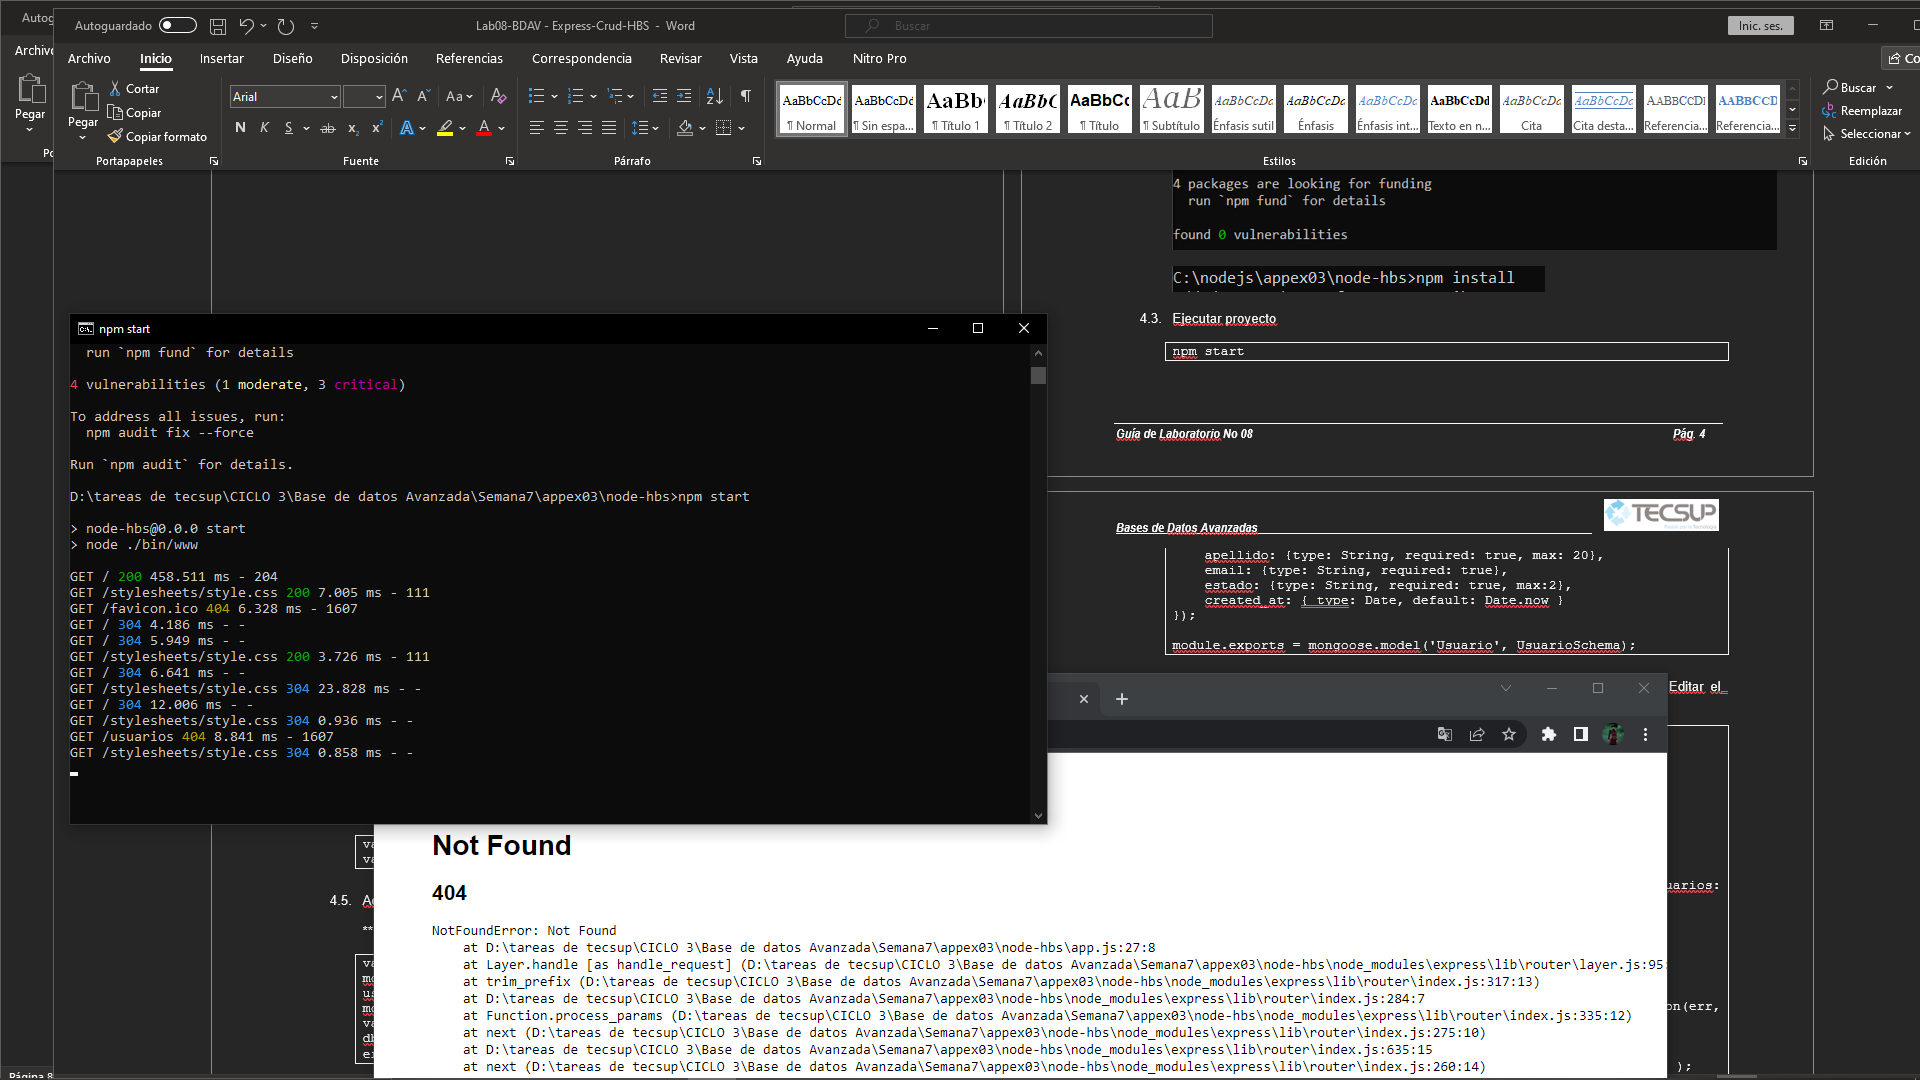 Autog
Autoguardado
Lab08-BDAV - Express-Crud-HBS - Word
Buscar
Inic. ses.
Archivo Archivo Inicio Insertar Diseño Disposición Referencias Correspondencia Revisar Vista Ayuda Nitro Pro
Co
Pegar
Pegar
Cortar
Copiar
Copiar formato
Portapapeles
Arial
N K S ab x₂ x²
Aa
Fuente
Párrafo
AaBbCcDd AaBbCcDd AaBb AaBbC AaBbCc AaB AaBbCcDc AaBbCcDc AaBbCcDc AaBbCcDc AaBbCcDc AaBbCcDc AABBCCDI AABBCCD
¶ Normal ¶ Sin espa... ¶ Título 1 ¶ Título 2 ¶ Título ¶ Subtítulo Énfasis sutil Énfasis Énfasis int... Texto en n... Cita Cita desta... Referencia... Referencia...
Estilos
Buscar
Reemplazar
Seleccionar
Edición
4 packages are looking for funding
run `npm fund` for details
found 0 vulnerabilities
C:\nodejs\appex03\node-hbs>npm install
4.3. Ejecutar proyecto
npm start
Guía de Laboratorio No 08 Pág. 4
Bases de Datos Avanzadas
TECSUP
apellido: {type: String, required: true, max: 20},
email: {type: String, required: true},
estado: {type: String, required: true, max:2},
created_at: { type: Date, default: Date.now }
});
module.exports = mongoose.model('Usuario', UsuarioSchema);
Editar el
uarios:
on(err,
);
npm start
run `npm fund` for details
4 vulnerabilities (1 moderate, 3 critical)
To address all issues, run:
npm audit fix --force
Run `npm audit` for details.
D:\tareas de tecsup\CICLO 3\Base de datos Avanzada\Semana7\appex03\node-hbs>npm start
> node-hbs@0.0.0 start
> node ./bin/www
GET / 200 458.511 ms - 204
GET /stylesheets/style.css 200 7.005 ms - 111
GET /favicon.ico 404 6.328 ms - 1607
GET / 304 4.186 ms - -
GET / 304 5.949 ms - -
GET /stylesheets/style.css 200 3.726 ms - 111
GET / 304 6.641 ms - -
GET /stylesheets/style.css 304 23.828 ms - -
GET / 304 12.006 ms - -
GET /stylesheets/style.css 304 0.936 ms - -
GET /usuarios 404 8.841 ms - 1607
GET /stylesheets/style.css 304 0.858 ms - -
va
va
4.5. Ac
**
va
mo
us
mo
va
db
er
Not Found
404
NotFoundError: Not Found
at D:\tareas de tecsup\CICLO 3\Base de datos Avanzada\Semana7\appex03\node-hbs\app.js:27:8
at Layer.handle [as handle_request] (D:\tareas de tecsup\CICLO 3\Base de datos Avanzada\Semana7\appex03\node-hbs\node_modules\express\lib\router\layer.js:95:
at trim_prefix (D:\tareas de tecsup\CICLO 3\Base de datos Avanzada\Semana7\appex03\node-hbs\node_modules\express\lib\router\index.js:317:13)
at D:\tareas de tecsup\CICLO 3\Base de datos Avanzada\Semana7\appex03\node-hbs\node_modules\express\lib\router\index.js:284:7
at Function.process_params (D:\tareas de tecsup\CICLO 3\Base de datos Avanzada\Semana7\appex03\node-hbs\node_modules\express\lib\router\index.js:335:12)
at next (D:\tareas de tecsup\CICLO 3\Base de datos Avanzada\Semana7\appex03\node-hbs\node_modules\express\lib\router\index.js:275:10)
at D:\tareas de tecsup\CICLO 3\Base de datos Avanzada\Semana7\appex03\node-hbs\node_modules\express\lib\router\index.js:635:15
at next (D:\tareas de tecsup\CICLO 3\Base de datos Avanzada\Semana7\appex03\node-hbs\node_modules\express\lib\router\index.js:260:14)
Página 8